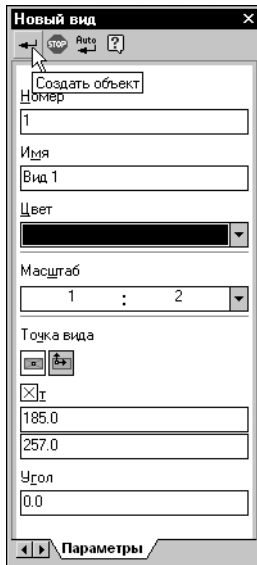 Новый вид
STOP Auto
Создать объект
Номер
1
Имя
Вид 1
Цвет
Масштаб
1 : 2
Точка вида
т
185.0
257.0
Угол
0.0
Параметры